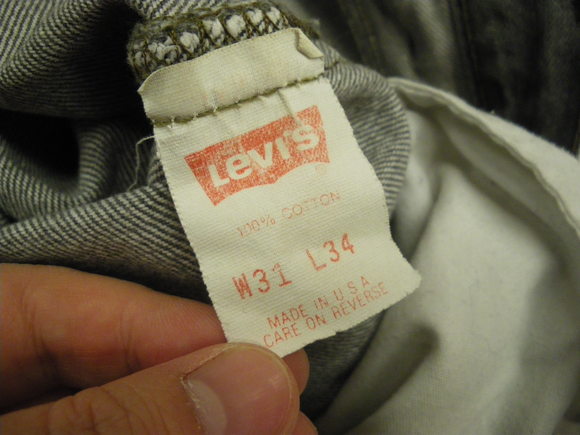 Levi's
®
100% COTTON
W31 L34
MADE IN U S A
CARE ON REVERSE